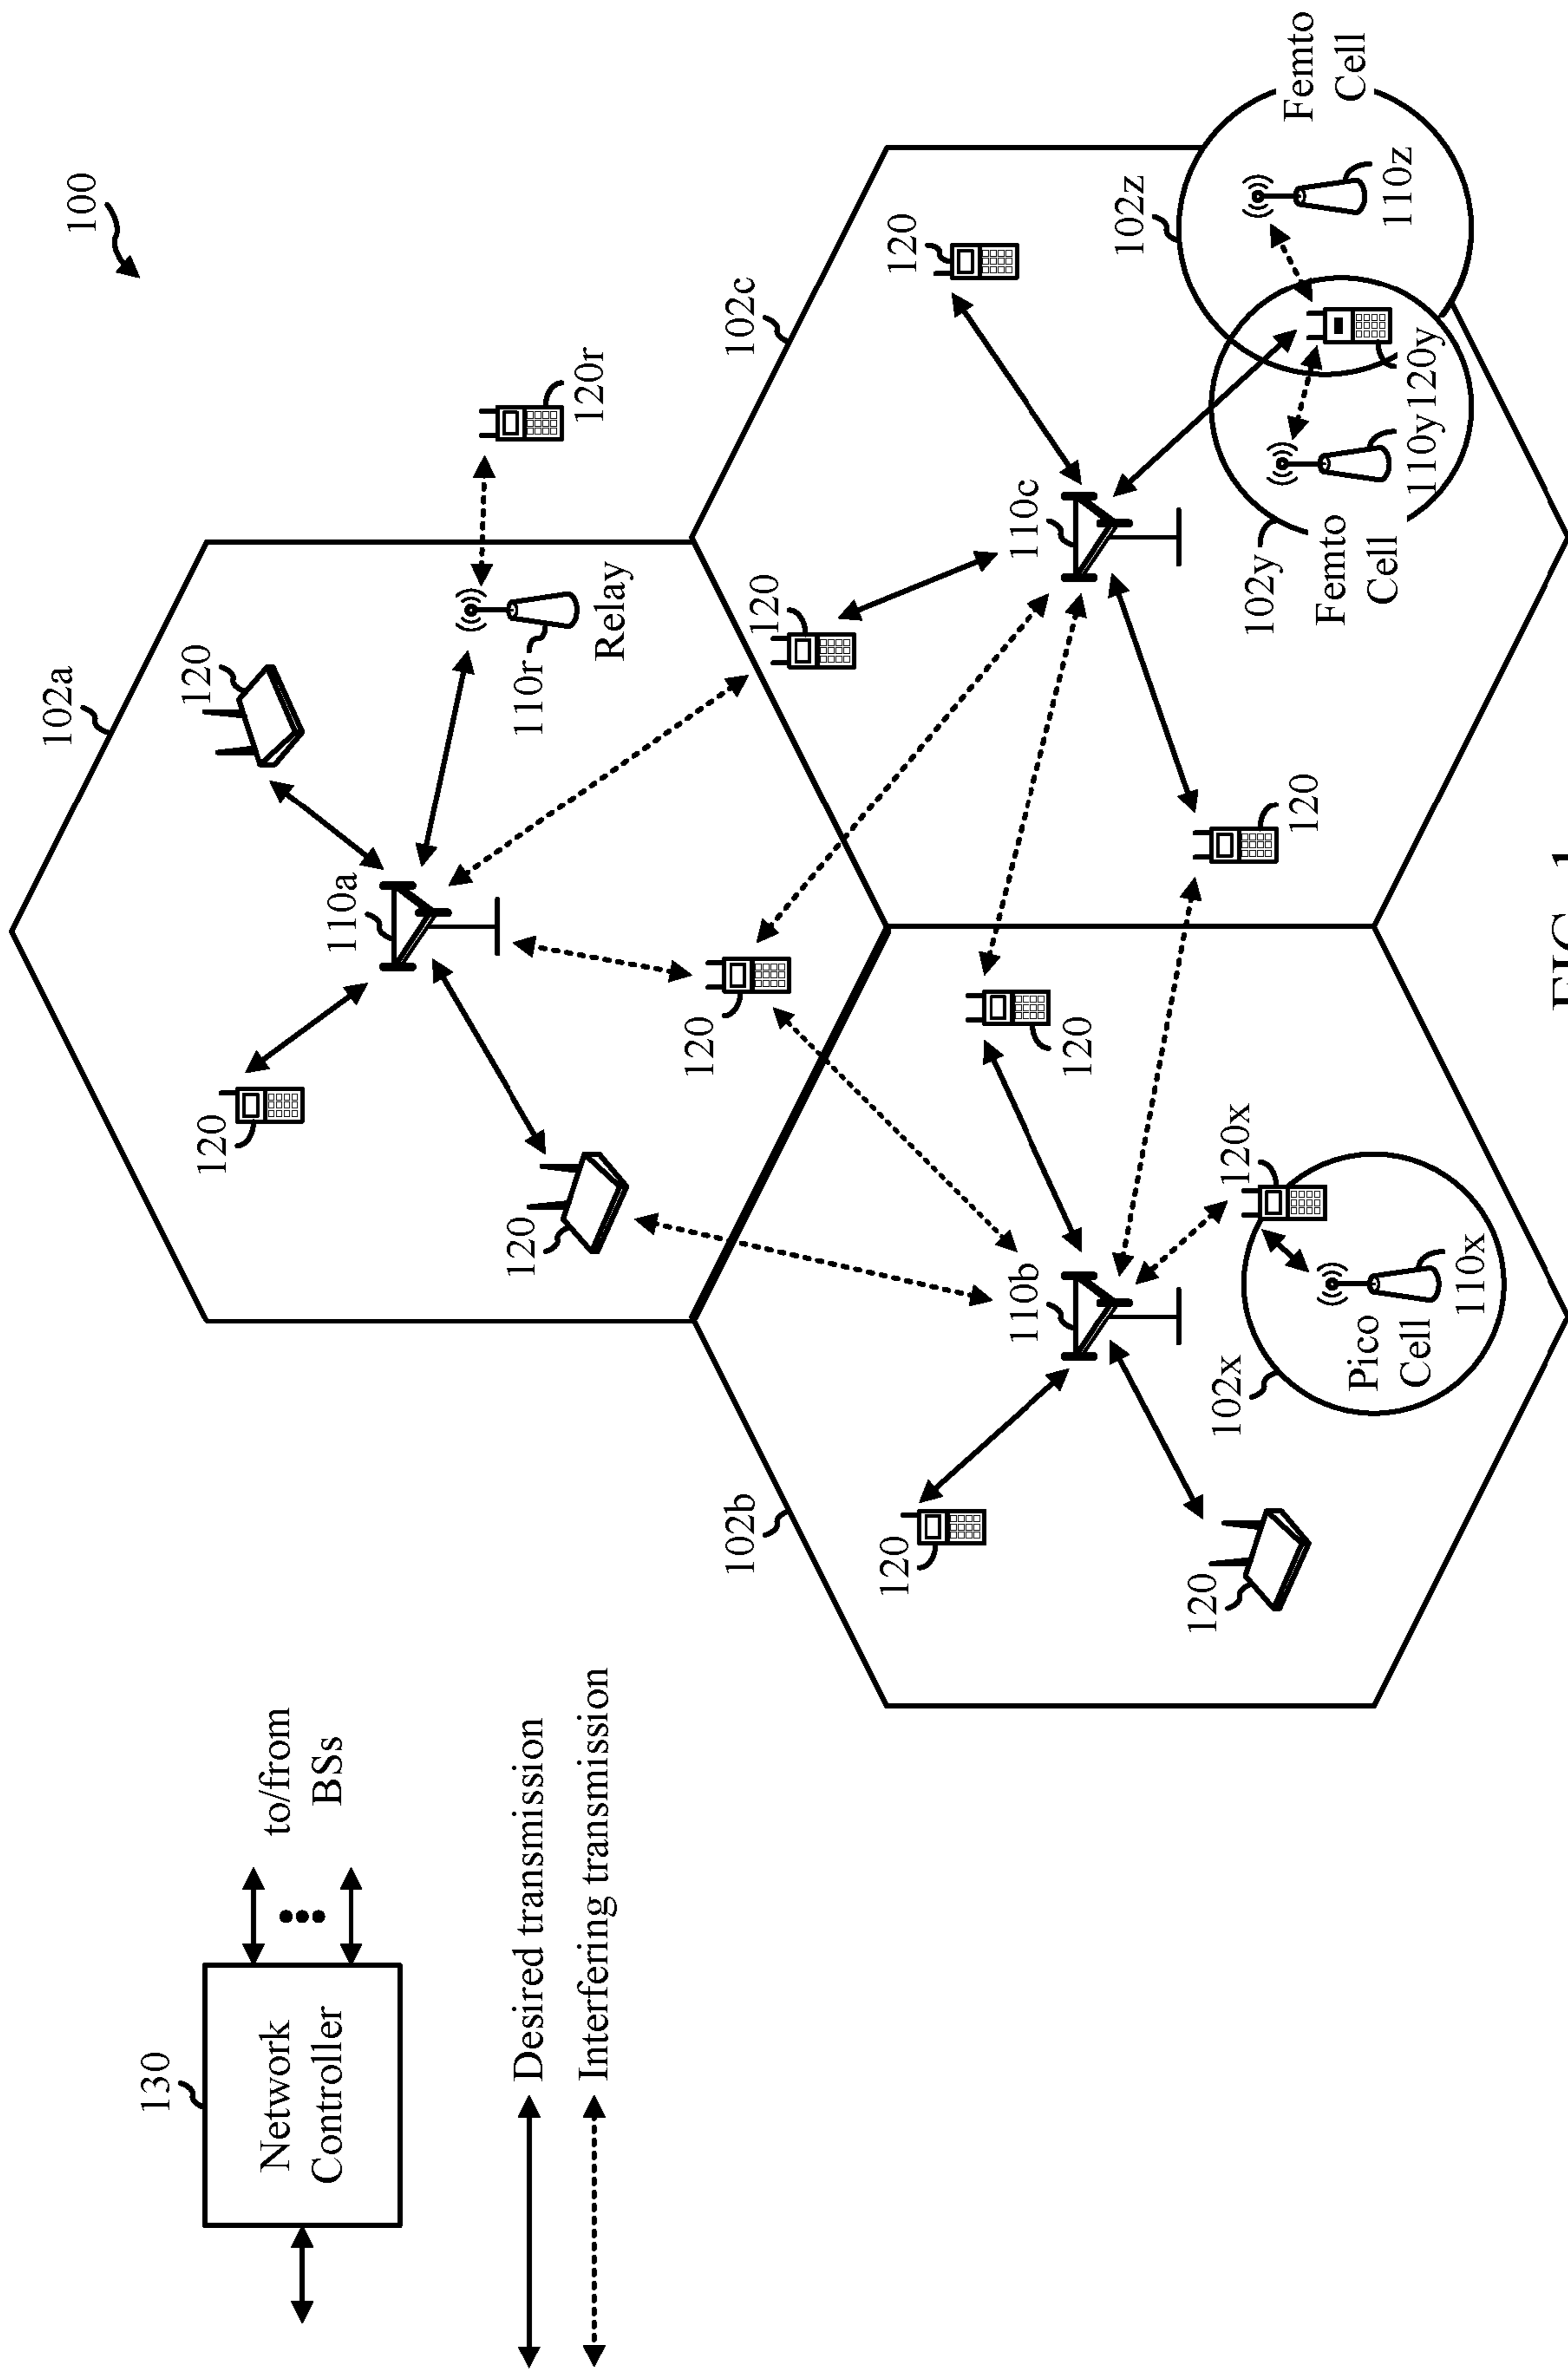 100
102a
130
120
120
Network
Controller
to/from
BSs
110a
120
110r
120r
Desired transmission
Interfering transmission
Relay
120
102b
102c
120
120
120
110b
110c
120
102z
120
102x
120x
120
102y
Femto
Cell
Femto
Cell
Pico
Cell
110z
110y
120y
110x
FIG. 1